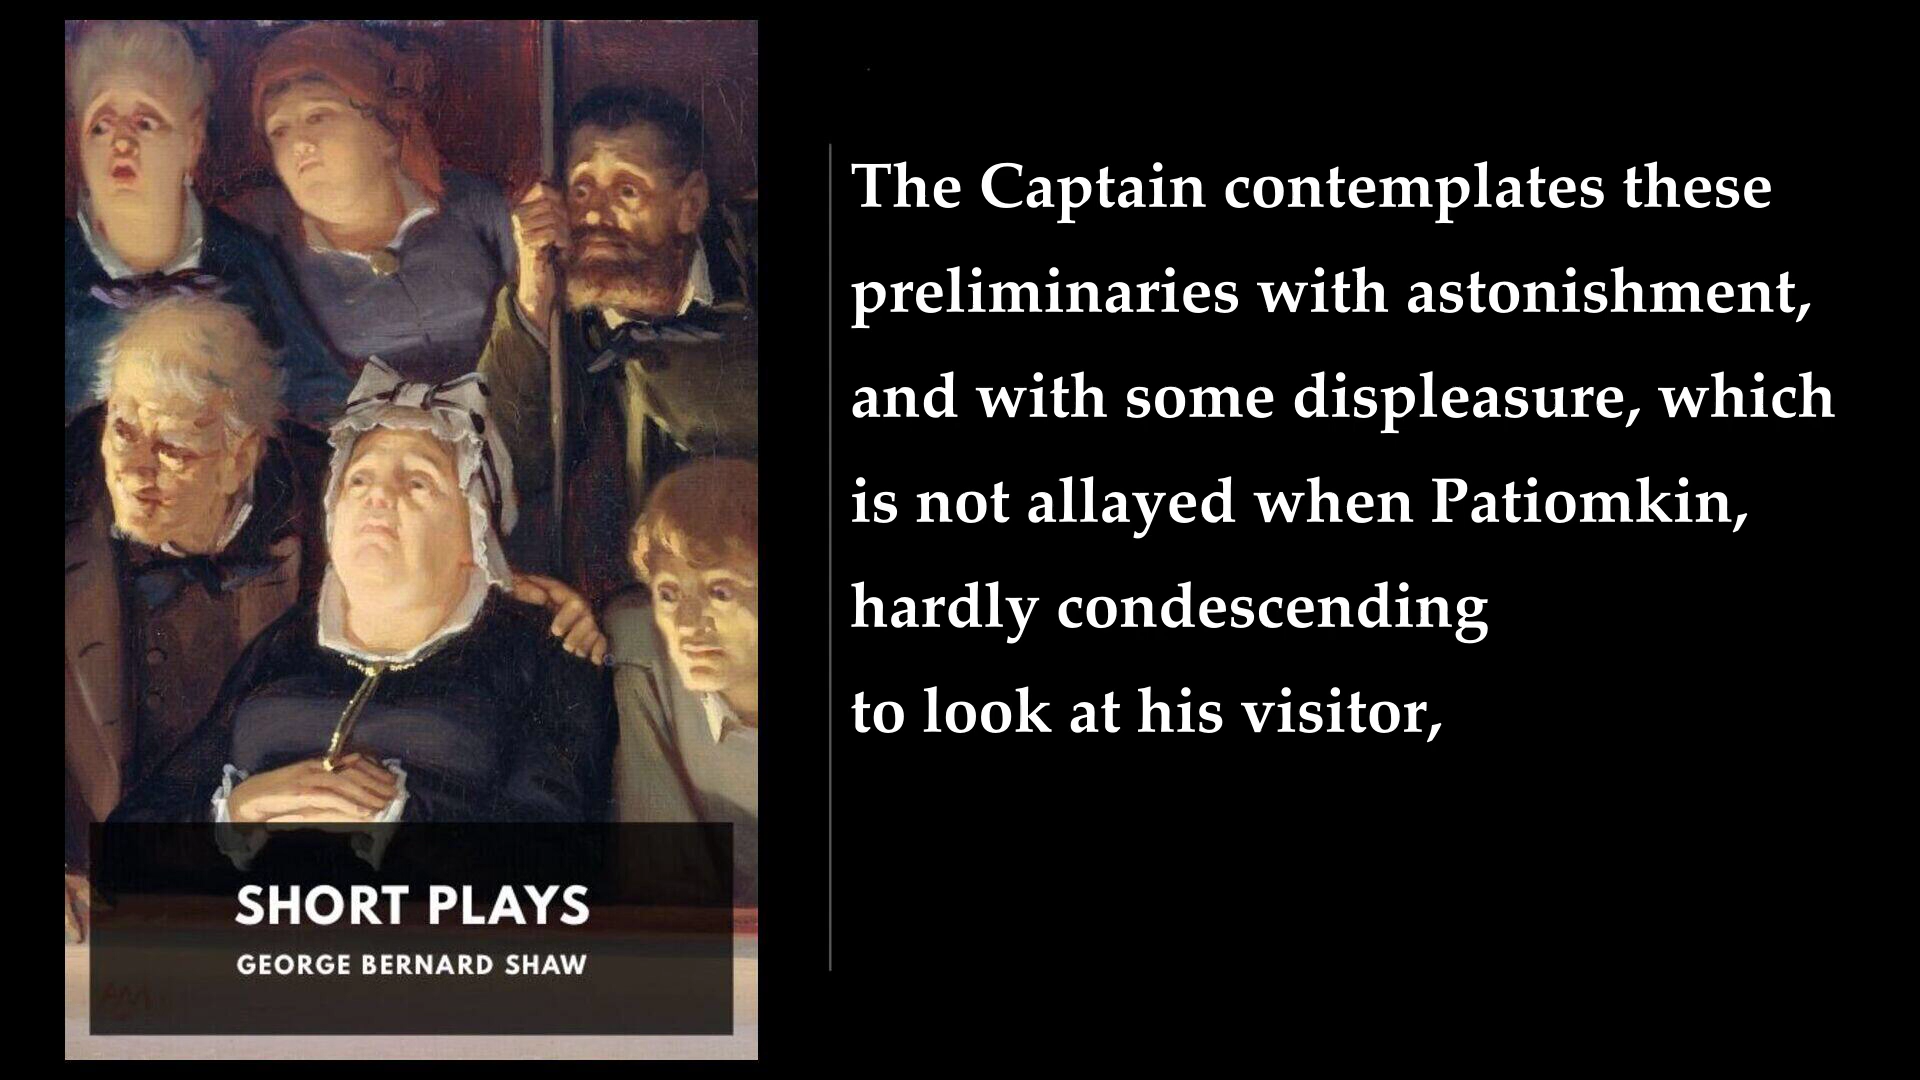 The Captain contemplates these
preliminaries with astonishment,
and with some displeasure, which
is not allayed when Patiomkin,
hardly condescending
to look at his visitor,
SHORT PLAYS
GEORGE BERNARD SHAW